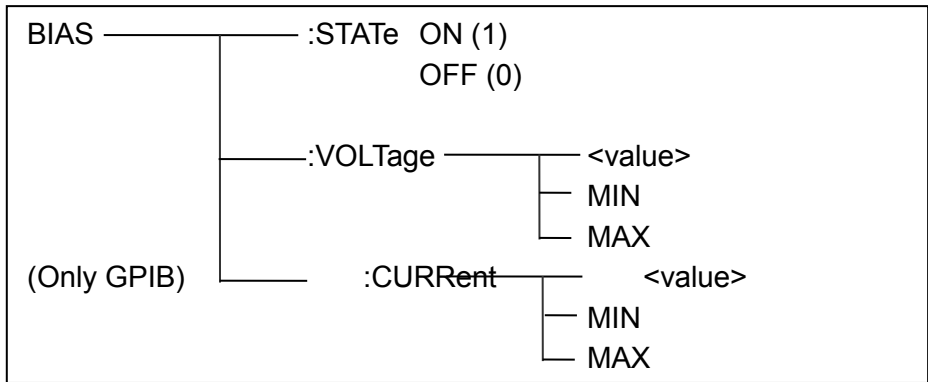 BIAS :STATe ON (1)
OFF (0)
:VOLTage <value>
MIN
MAX
(Only GPIB) :CURRent <value>
MIN
MAX